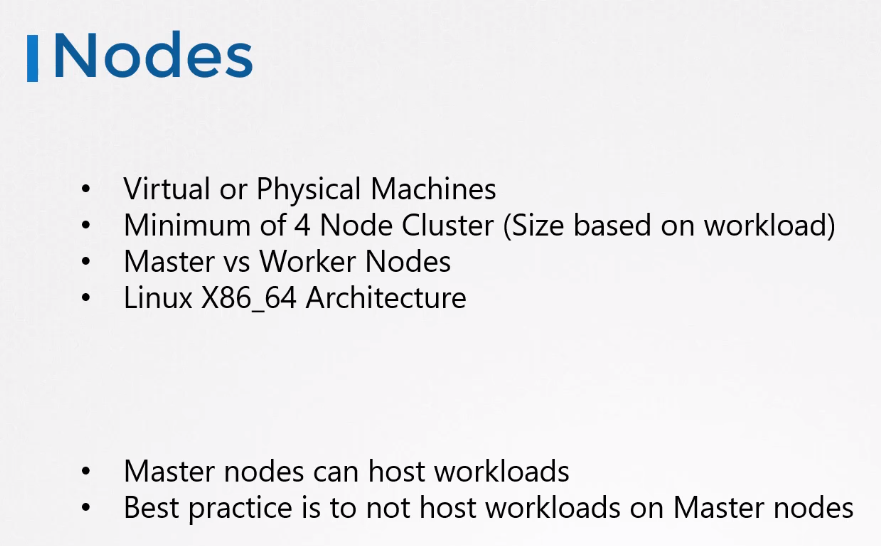 Nodes
• Virtual or Physical Machines
• Minimum of 4 Node Cluster (Size based on workload)
• Master vs Worker Nodes
• Linux X86_64 Architecture
• Master nodes can host workloads
• Best practice is to not host workloads on Master nodes